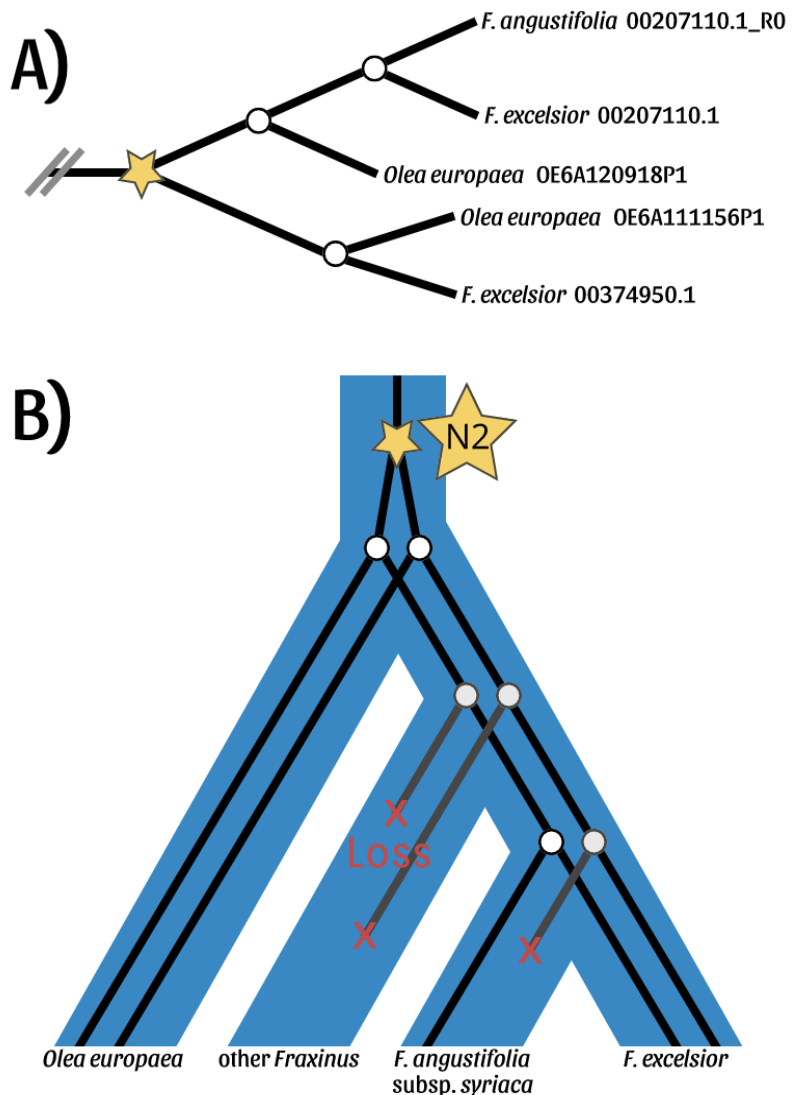 A)
F. angustifolia 00207110.1_R0
F. excelsior 00207110.1
Olea europaea OE6A120918P1
Olea europaea OE6A111156P1
F. excelsior 00374950.1
B)
N2
X
Loss
X
X
Olea europaea
other Fraxinus
F. angustifolia
subsp. syriaca
F. excelsior